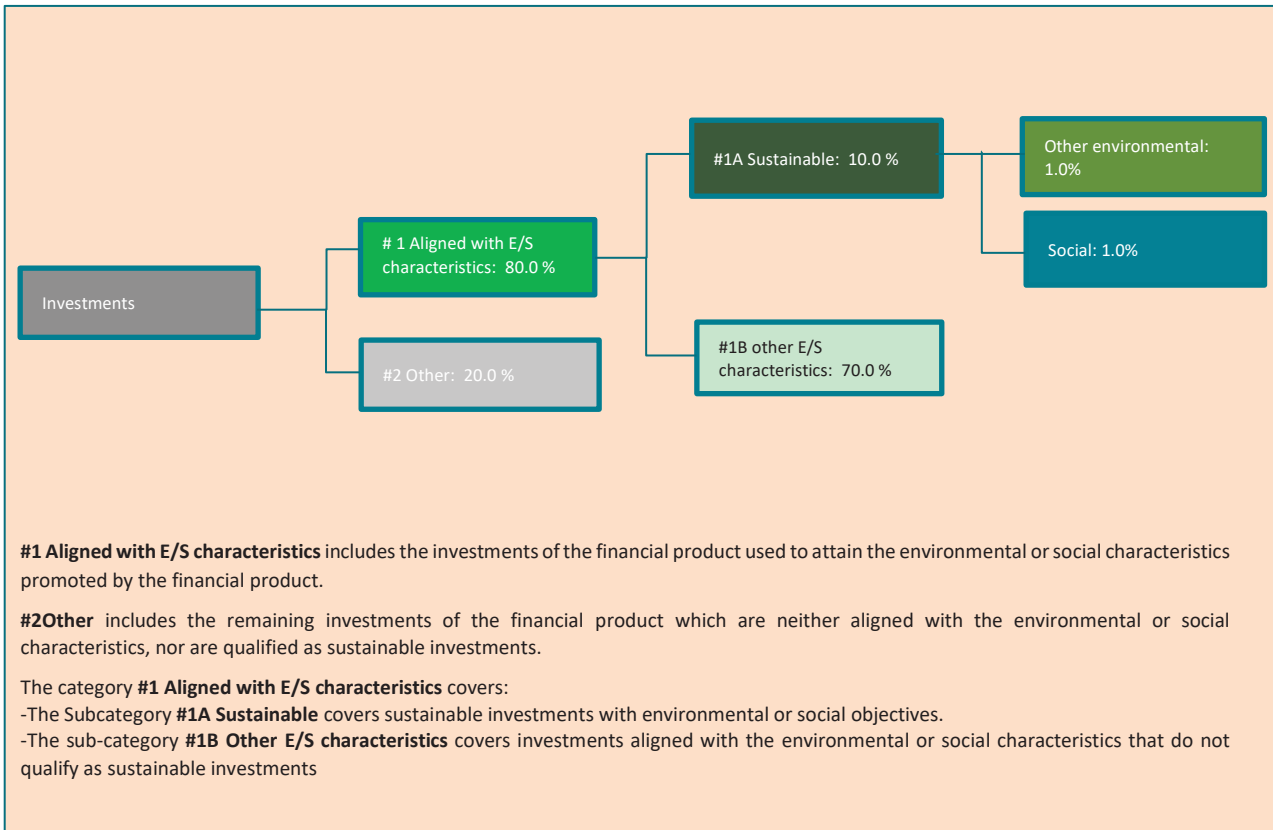 Investments
# 1 Aligned with E/S
characteristics: 80.0 %
#2 Other: 20.0 %
#1A Sustainable: 10.0 %
#1B other E/S
characteristics: 70.0 %
Other environmental:
1.0%
Social: 1.0%
#1 Aligned with E/S characteristics includes the investments of the financial product used to attain the environmental or social characteristics
promoted by the financial product.
#2Other includes the remaining investments of the financial product which are neither aligned with the environmental or social
characteristics, nor are qualified as sustainable investments.
The category #1 Aligned with E/S characteristics covers:
-The Subcategory #1A Sustainable covers sustainable investments with environmental or social objectives.
-The sub-category #1B Other E/S characteristics covers investments aligned with the environmental or social characteristics that do not
qualify as sustainable investments